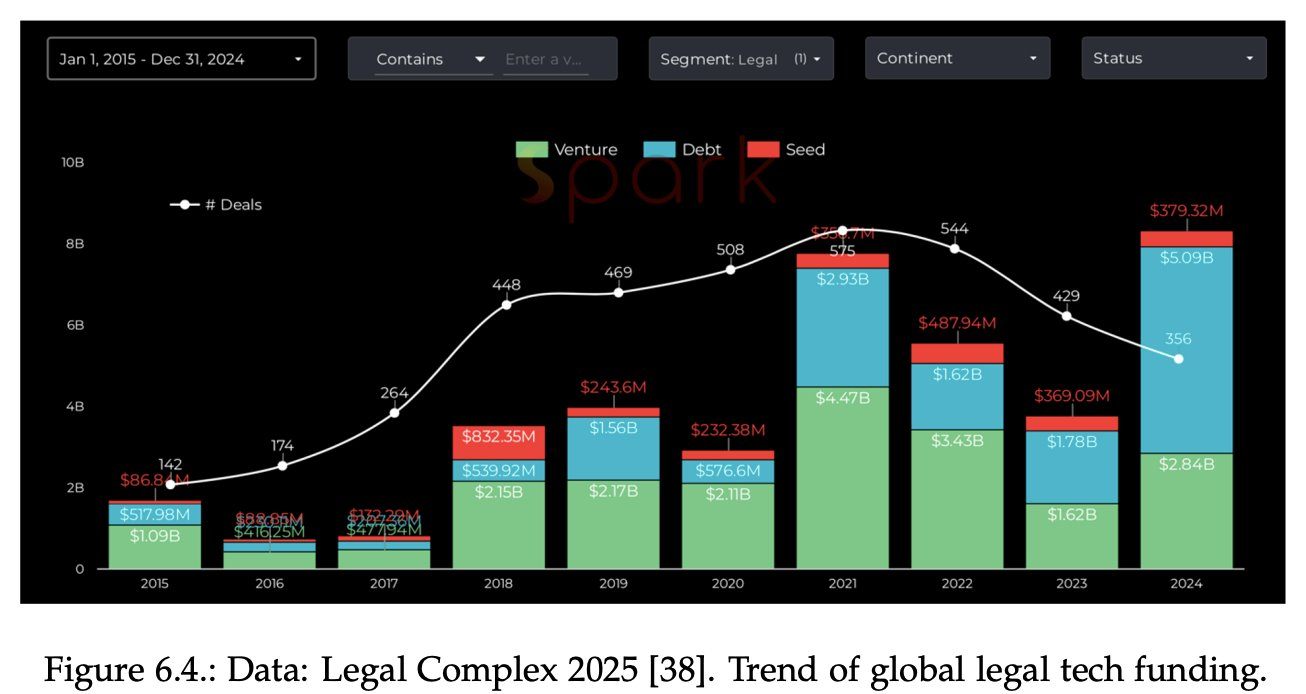 Jan 1, 2015 - Dec 31, 2024 Contains Enter a v... Segment: Legal (1) Continent Status
Venture Debt Seed
Spark
# Deals
10B
8B
6B
4B
2B
0
142 174 264 448 469 508 575 544 429 356
$517.98M
$1.09B
$416.25M
$477.94M
$832.35M
$539.92M
$2.15B
$243.6M
$1.56B
$2.17B
$232.38M
$576.6M
$2.11B
$2.93B
$4.47B
$487.94M
$1.62B
$3.43B
$369.09M
$1.78B
$1.62B
$379.32M
$5.09B
$2.84B
2015 2016 2017 2018 2019 2020 2021 2022 2023 2024
Figure 6.4.: Data: Legal Complex 2025 [38]. Trend of global legal tech funding.